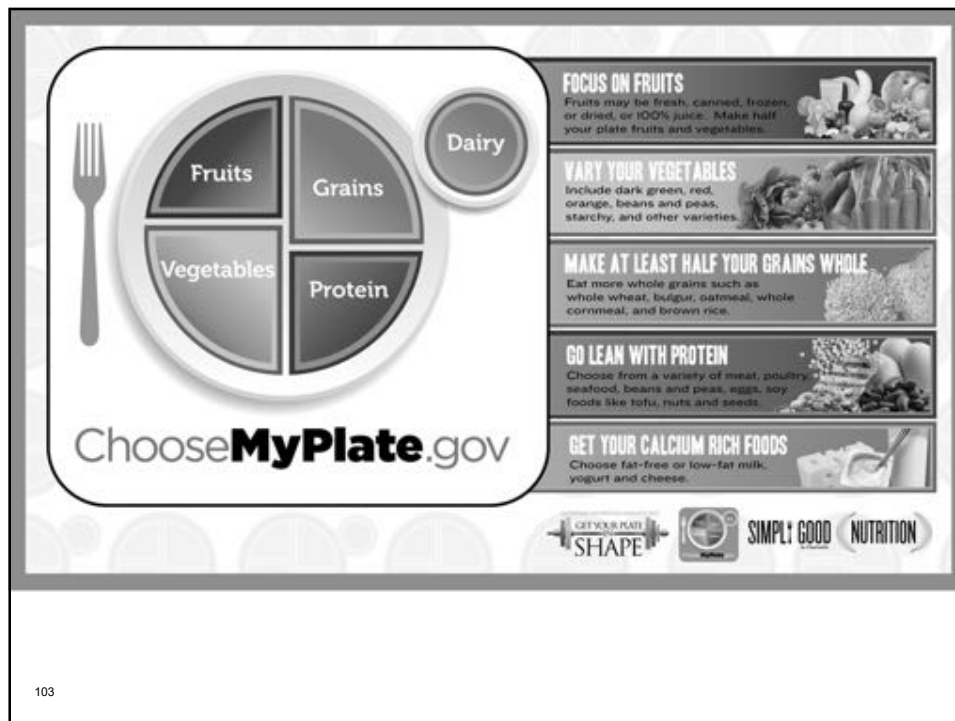 Fruits
Grains
Dairy
Vegetables
Protein
ChooseMyPlate.gov
FOCUS ON FRUITS
Fruits may be fresh, canned, frozen,
or dried, or 100% juice. Make half
your plate fruits and vegetables.
VARY YOUR VEGETABLES
Include dark green, red,
orange, beans and peas,
starchy, and other varieties.
MAKE AT LEAST HALF YOUR GRAINS WHOLE
Eat more whole grains such as
whole wheat, bulgur, oatmeal, whole
cornmeal, and brown rice.
GO LEAN WITH PROTEIN
Choose from a variety of meat, poultry,
seafood, beans and peas, eggs, soy
foods like tofu, nuts and seeds.
GET YOUR CALCIUM RICH FOODS
Choose fat-free or low-fat milk,
yogurt and cheese.
GET YOUR PLATE
IN
SHAPE
SIMPLY GOOD
NUTRITION
103